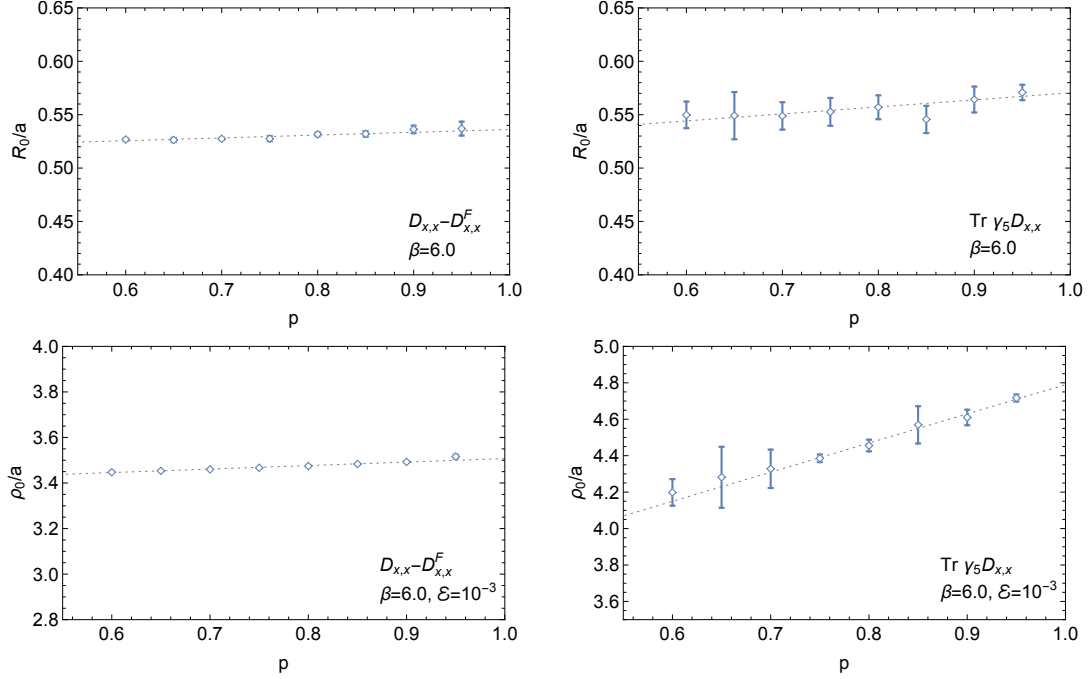 R₀/a
0.65
0.60
0.55
0.50
0.45
0.40
D_{x,x}−D^F_{x,x}
β=6.0
0.6 0.7 0.8 0.9 1.0
p
R₀/a
0.65
0.60
0.55
0.50
0.45
0.40
Tr γ₅D_{x,x}
β=6.0
0.6 0.7 0.8 0.9 1.0
p
ρ₀/a
4.0
3.8
3.6
3.4
3.2
3.0
2.8
D_{x,x}−D^F_{x,x}
β=6.0, ℰ=10⁻³
0.6 0.7 0.8 0.9 1.0
p
ρ₀/a
5.0
4.8
4.6
4.4
4.2
4.0
3.8
3.6
Tr γ₅D_{x,x}
β=6.0, ℰ=10⁻³
0.6 0.7 0.8 0.9 1.0
p